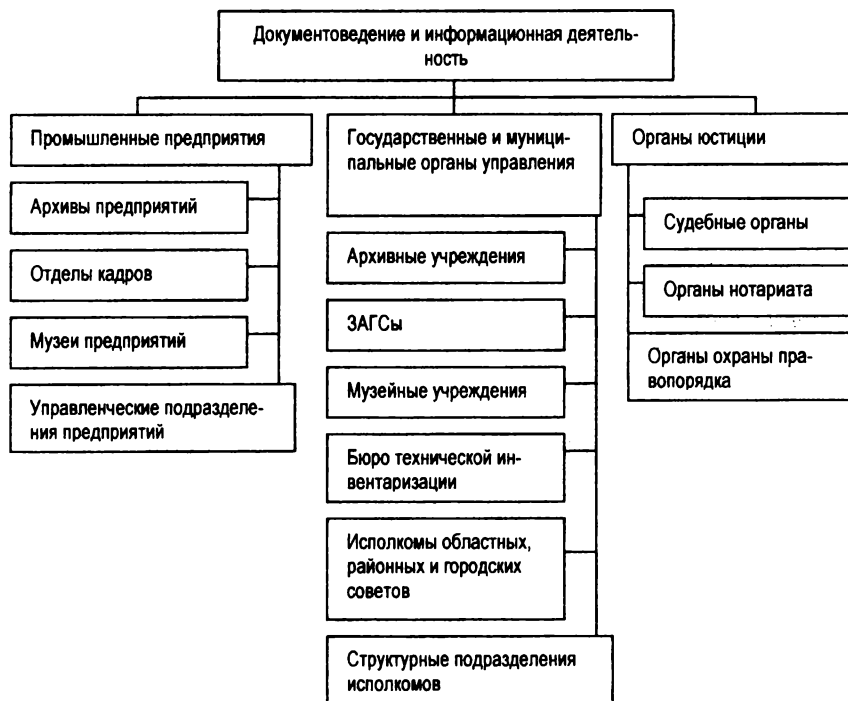 Документоведение и информационная деятель-
ность
Промышленные предприятия
Архивы предприятий
Отделы кадров
Музеи предприятий
Управленческие подразделе-
ния предприятий
Государственные и муници-
пальные органы управления
Архивные учреждения
ЗАГСы
Музейные учреждения
Бюро технической ин-
вентаризации
Исполкомы областных,
районных и городских
советов
Структурные подразделения
исполкомов
Органы юстиции
Судебные органы
Органы нотариата
Органы охраны пра-
вопорядка